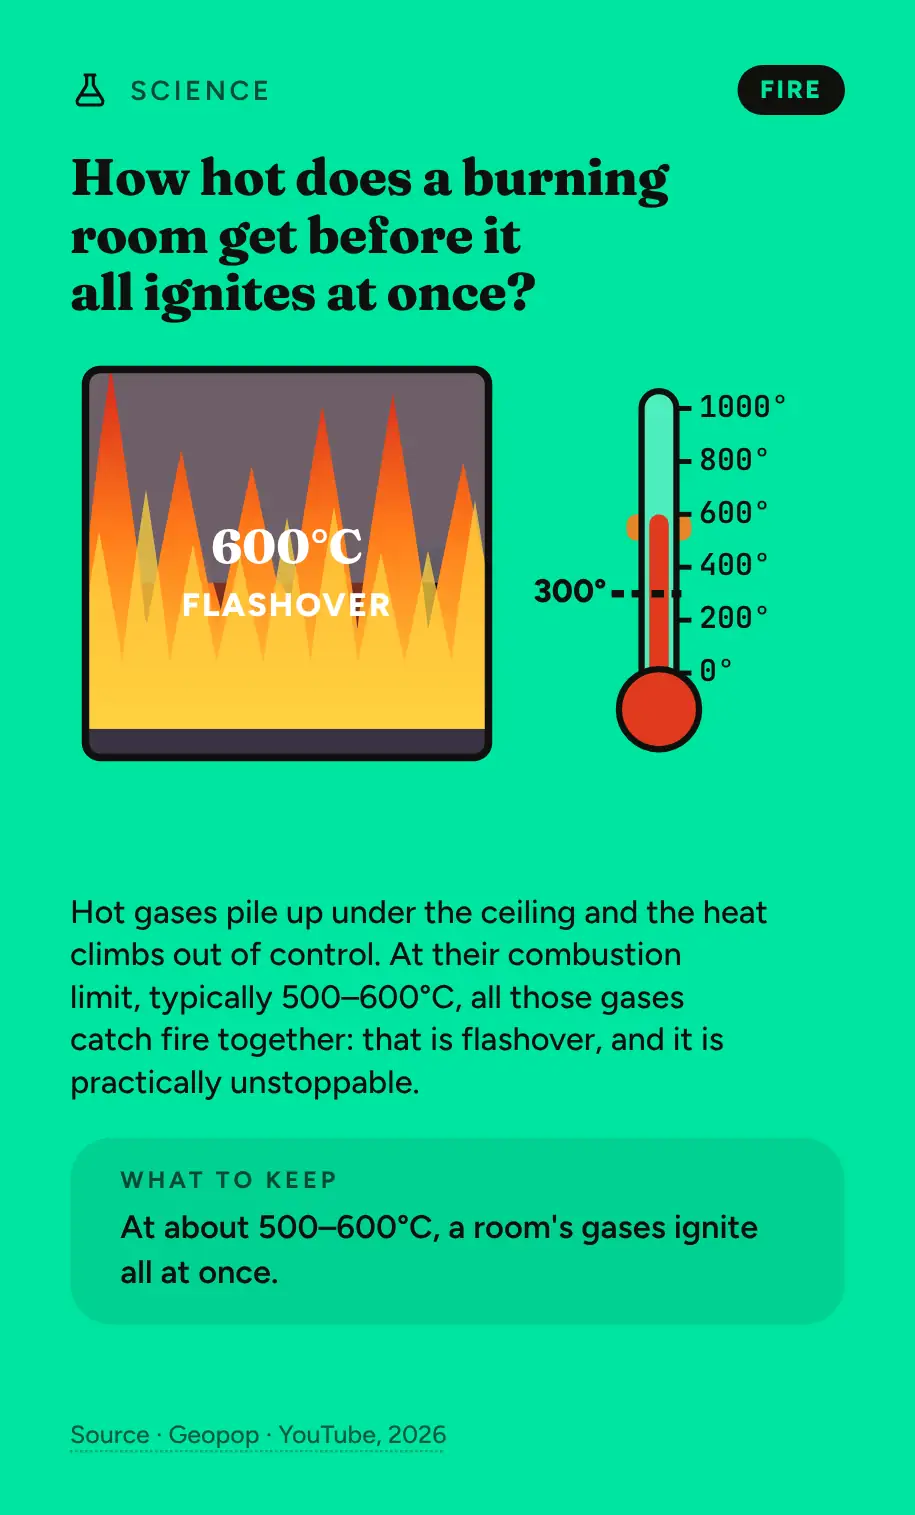 SCIENCE
FIRE
How hot does a burning
room get before it
all ignites at once?
600°C
FLASHOVER
1000°
800°
600°
400°
300°
200°
0°
Hot gases pile up under the ceiling and the heat
climbs out of control. At their combustion
limit, typically 500–600°C, all those gases
catch fire together: that is flashover, and it is
practically unstoppable.
WHAT TO KEEP
At about 500–600°C, a room's gases ignite
all at once.
Source · Geopop · YouTube, 2026